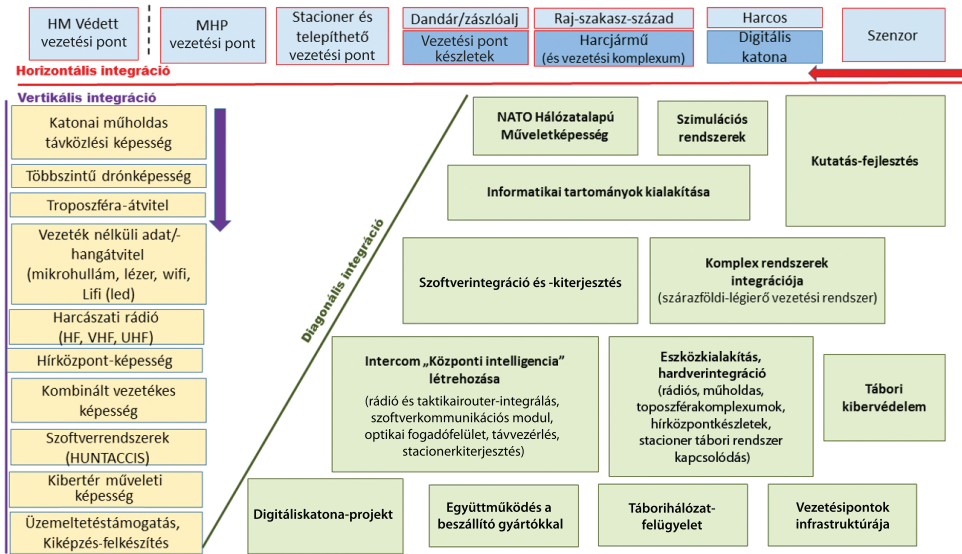 HM Védett
vezetési pont
MHP
vezetési pont
Stacioner és
telepíthető
vezetési pont
Dandár/zászlóalj
Vezetési pont
készletek
Raj-szakasz-század
Harcjármű
(és vezetési komplexum)
Harcos
Digitális
katona
Szenzor
Horizontális integráció
Vertikális integráció
Katonai műholdas
távközlési képesség
Többszintű drónképesség
Troposzféra-átvitel
Vezeték nélküli adat/-
hangátvitel
(mikrohullám, lézer, wifi,
Lifi (led)
Harcászati rádió
(HF, VHF, UHF)
Hírközpont-képesség
Kombinált vezetékes
képesség
Szoftverrendszerek
(HUNTACCIS)
Kibertér műveleti
képesség
Üzemeltetéstámogatás,
Kiképzés-felkészítés
Diagonális integráció
NATO Hálózatalapú
Műveletképesség
Szimulációs
rendszerek
Kutatás-fejlesztés
Informatikai tartományok kialakítása
Szoftverintegráció és -kiterjesztés
Komplex rendszerek
integrációja
(szárazföldi-légierő vezetési rendszer)
Intercom „Központi intelligencia”
létrehozása
(rádió és taktikairouter-integrálás,
szoftverkommunikációs modul,
optikai fogadófelület, távvezérlés,
stacionerkiterjesztés)
Eszközkialakítás,
hardverintegráció
(rádiós, műholdas,
toposzférakomplexumok,
hírközpontkészletek,
stacioner tábori rendszer
kapcsolódás)
Tábori
kibervédelem
Digitáliskatona-projekt
Együttműködés a
beszállító gyártókkal
Táborihálózat-
felügyelet
Vezetésipontok
infrastruktúrája